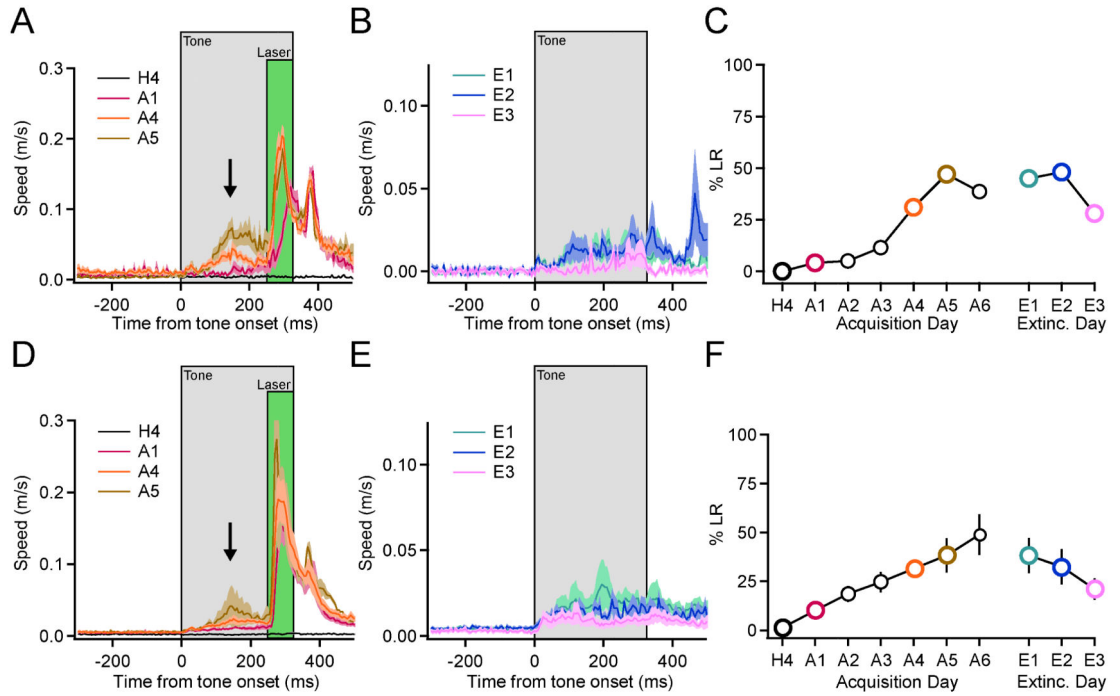 A
Tone
Laser
H4
A1
A4
A5
Speed (m/s)
0.3
0.2
0.1
0.0
-200 0 200 400
Time from tone onset (ms)
B
Tone
E1
E2
E3
Speed (m/s)
0.10
0.05
0.00
-200 0 200 400
Time from tone onset (ms)
C
% LR
100
75
50
25
0
H4 A1 A2 A3 A4 A5 A6 E1 E2 E3
Acquisition Day Extinc. Day
D
Tone
Laser
H4
A1
A4
A5
Speed (m/s)
0.3
0.2
0.1
0.0
-200 0 200 400
Time from tone onset (ms)
E
Tone
E1
E2
E3
Speed (m/s)
0.10
0.05
0.00
-200 0 200 400
Time from tone onset (ms)
F
% LR
100
75
50
25
0
H4 A1 A2 A3 A4 A5 A6 E1 E2 E3
Acquisition Day Extinc. Day